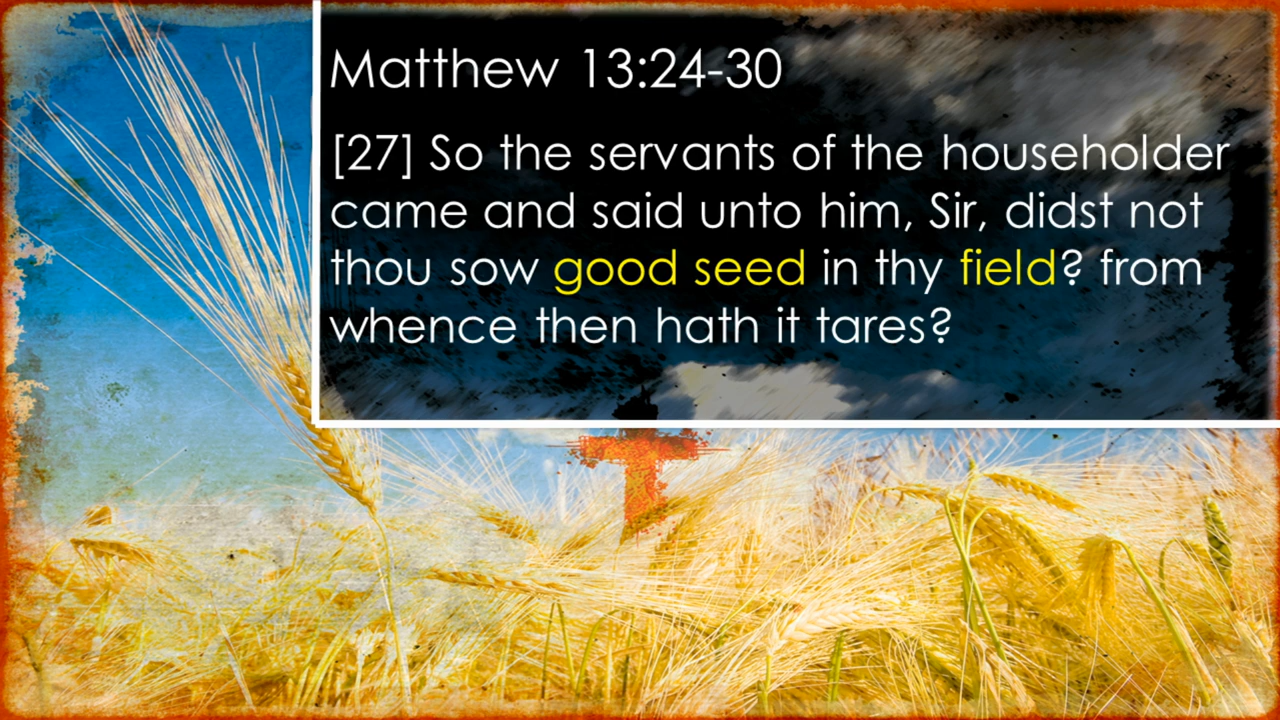 Matthew 13:24-30
[27] So the servants of the householder
came and said unto him, Sir, didst not
thou sow good seed in thy field? from
whence then hath it tares?